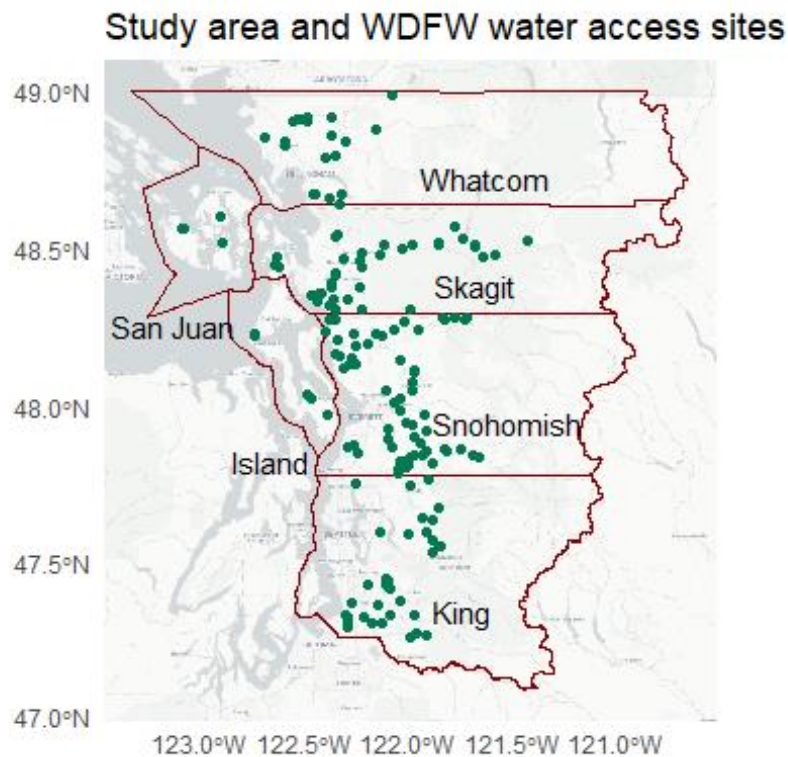 Study area and WDFW water access sites
49.0°N
Whatcom
48.5°N
Skagit
San Juan
48.0°N
Snohomish
Island
47.5°N
King
47.0°N
123.0°W 122.5°W 122.0°W 121.5°W 121.0°W